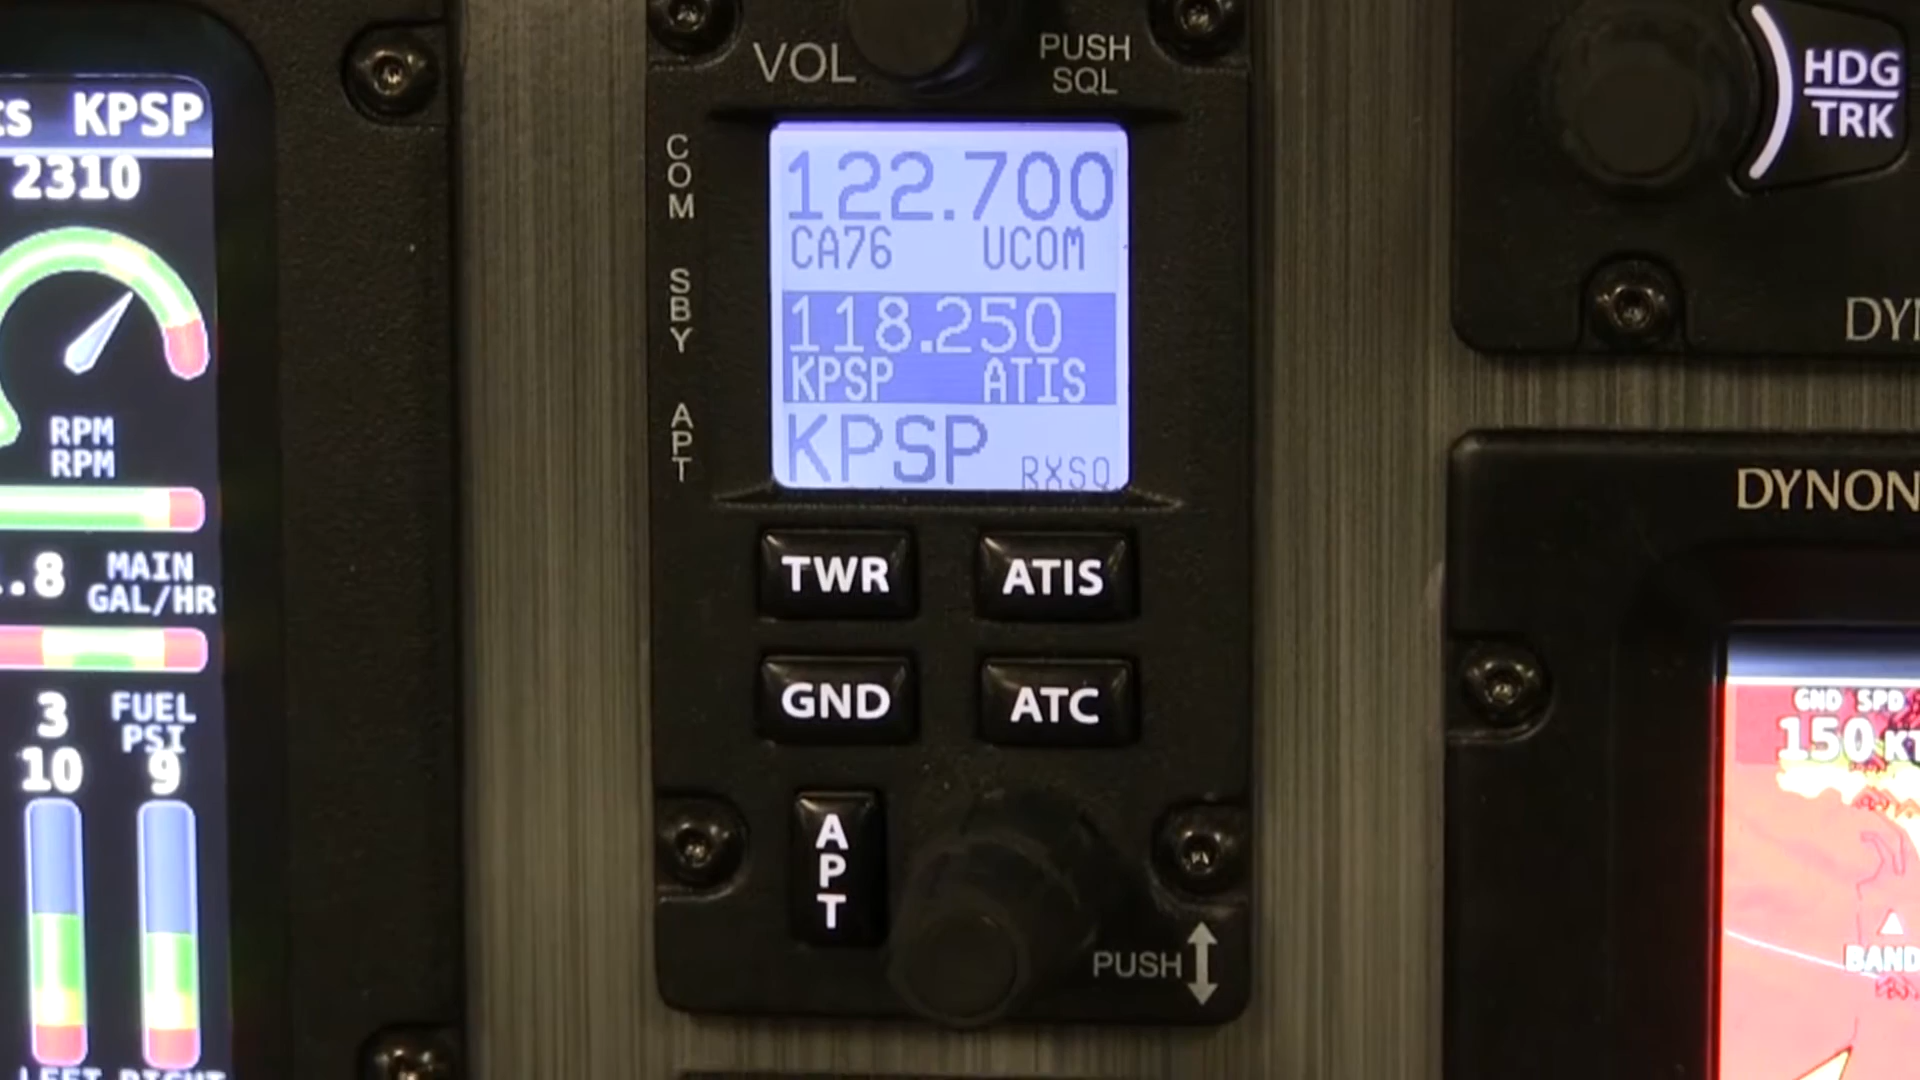 KPSP
2310
RPM
RPM
.8
MAIN
GAL/HR
3
FUEL
PSI
10
9
VOL
PUSH
SQL
COM
122.700
CA76 UCOM
SBY
118.250
KPSP ATIS
APT
KPSP RXSQ
TWR
ATIS
GND
ATC
APT
PUSH
HDG
TRK
DYNON
GND SPD
150 KT
BAND